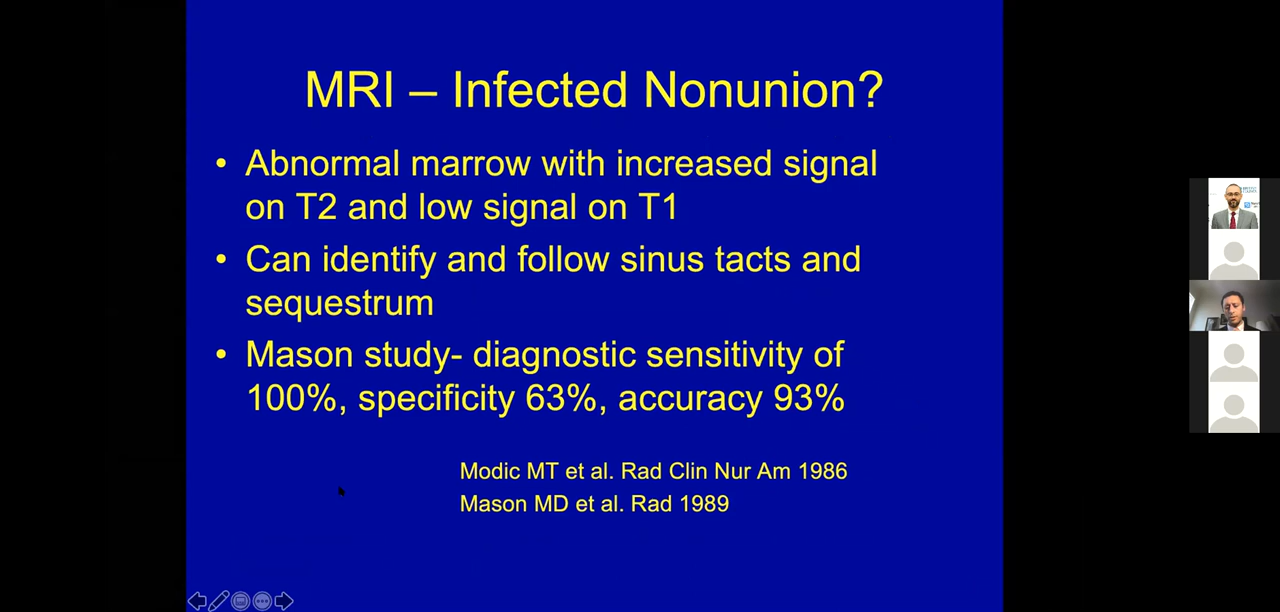 MRI – Infected Nonunion?
• Abnormal marrow with increased signal
on T2 and low signal on T1
• Can identify and follow sinus tacts and
sequestrum
• Mason study- diagnostic sensitivity of
100%, specificity 63%, accuracy 93%
Modic MT et al. Rad Clin Nur Am 1986
Mason MD et al. Rad 1989